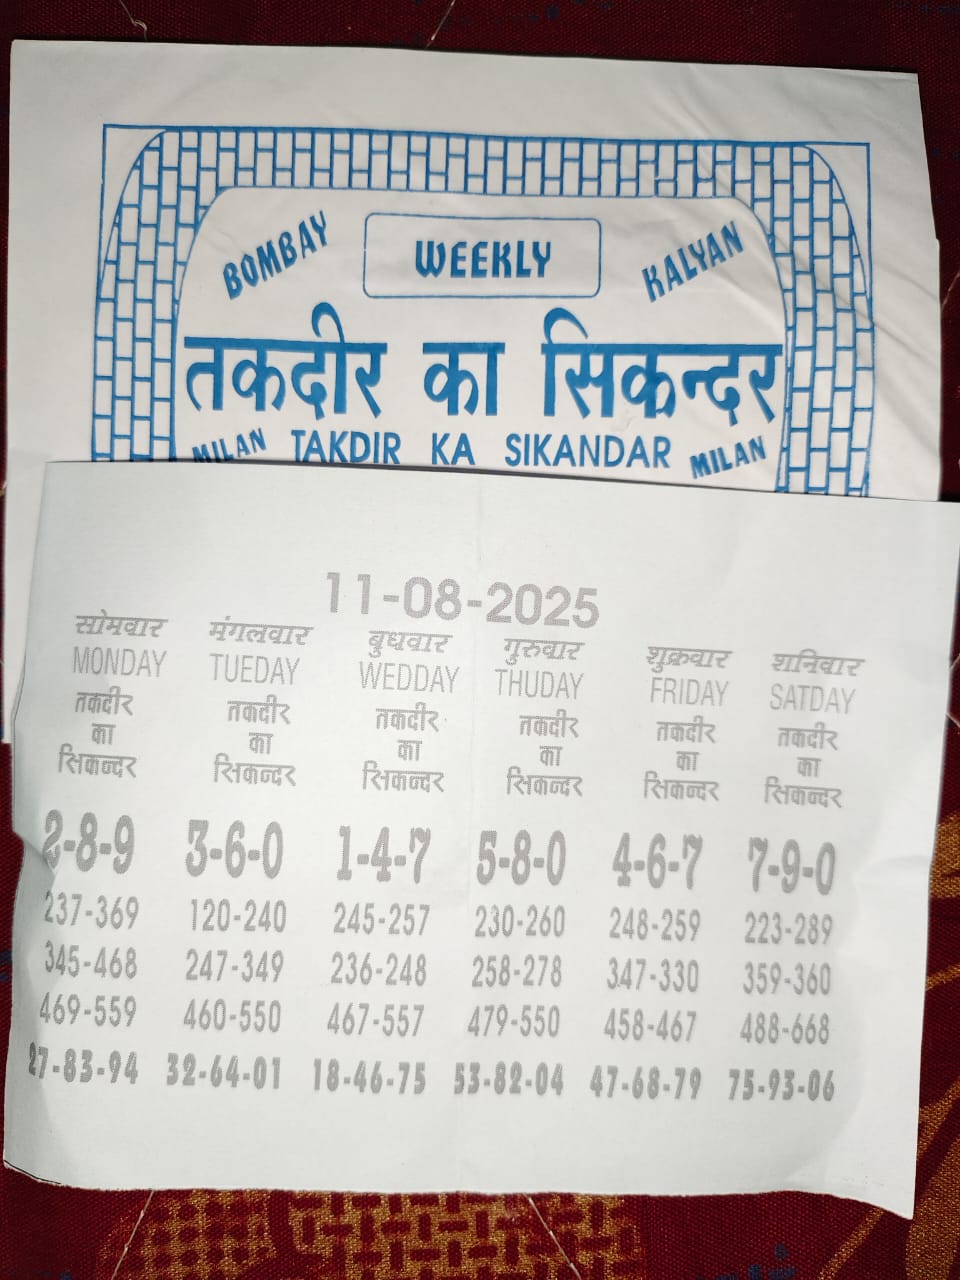 BOMBAY WEEKLY KALYAN
तकदीर का सिकन्दर
MILAN TAKDIR KA SIKANDAR MILAN
11-08-2025
सोमवार मंगलवार बुधवार गुरुवार शुक्रवार शनिवार
MONDAY TUEDAY WEDDAY THUDAY FRIDAY SATDAY
तकदीर तकदीर तकदीर तकदीर तकदीर तकदीर
का का का का का का
सिकन्दर सिकन्दर सिकन्दर सिकन्दर सिकन्दर सिकन्दर
2-8-9 3-6-0 1-4-7 5-8-0 4-6-7 7-9-0
237-369 120-240 245-257 230-260 248-259 223-289
345-468 247-349 236-248 258-278 347-330 359-360
469-559 460-550 467-557 479-550 458-467 488-668
27-83-94 32-64-01 18-46-75 53-82-04 47-68-79 75-93-06